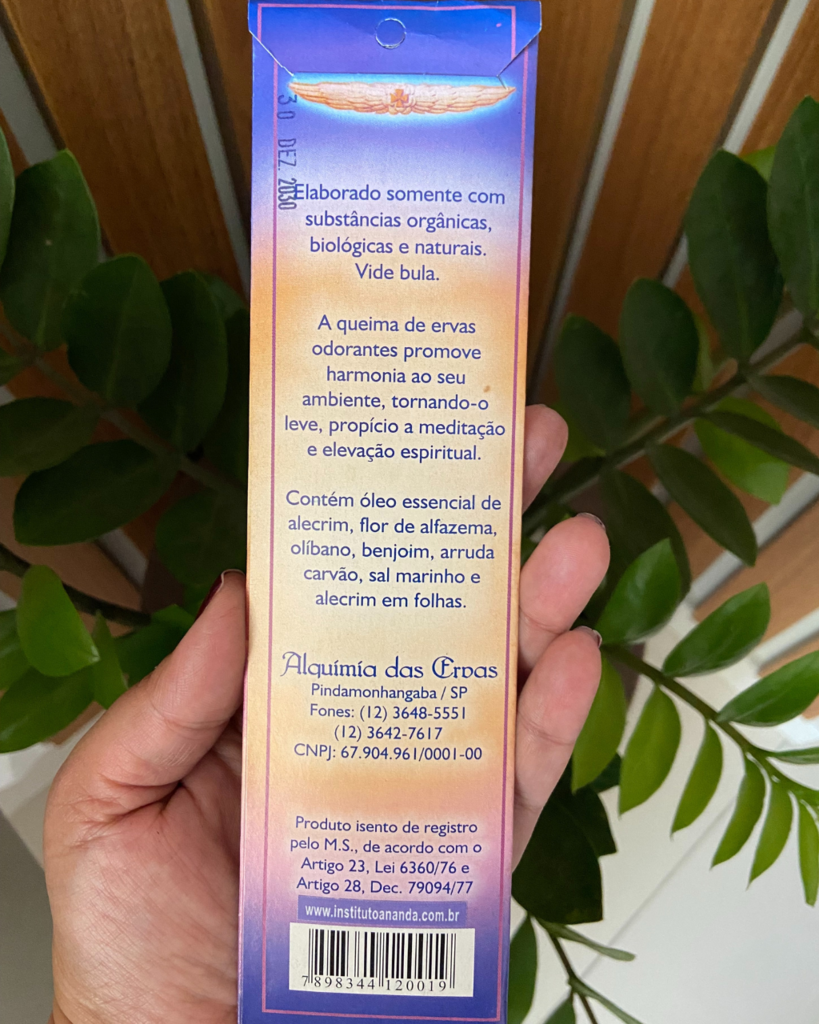 30 DEZ. 2030
Elaborado somente com
substâncias orgânicas,
biológicas e naturais.
Vide bula.
A queima de ervas
odorantes promove
harmonia ao seu
ambiente, tornando-o
leve, propício a meditação
e elevação espiritual.
Contém óleo essencial de
alecrim, flor de alfazema,
olíbano, benjoim, arruda
carvão, sal marinho e
alecrim em folhas.
Alquimia das Ervas
Pindamonhangaba / SP
Fones: (12) 3648-5551
(12) 3642-7617
CNPJ: 67.904.961/0001-00
Produto isento de registro
pelo M.S., de acordo com o
Artigo 23, Lei 6360/76 e
Artigo 28, Dec. 79094/77
www.institutoananda.com.br
7 898344 120019